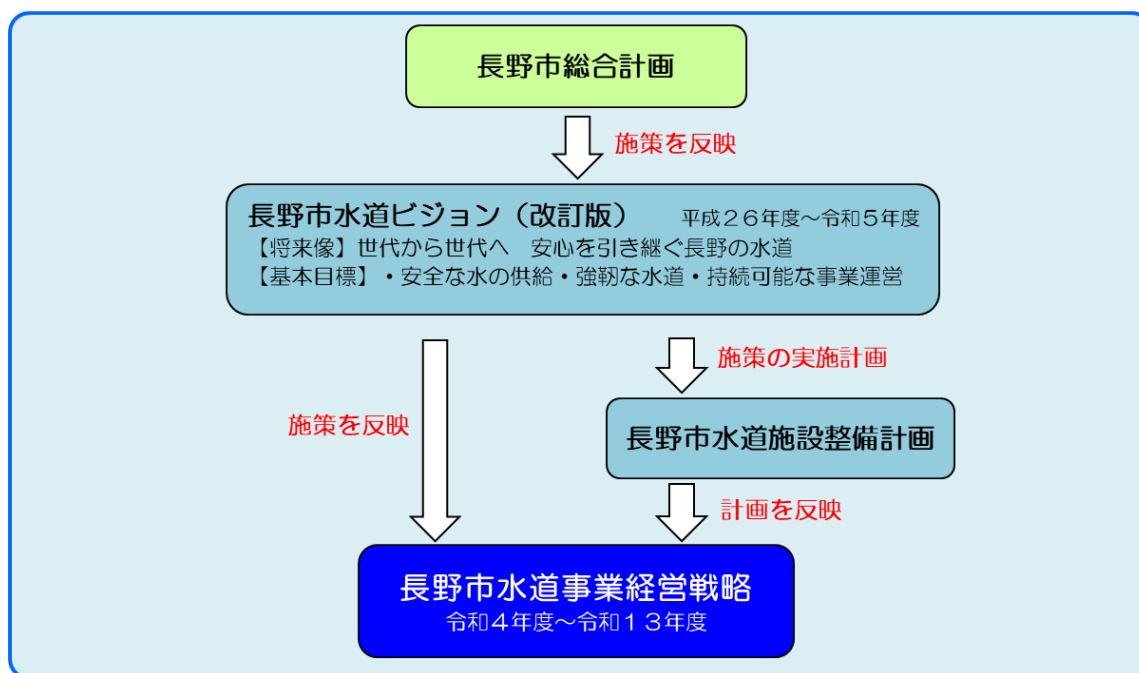 長野市総合計画
施策を反映
長野市水道ビジョン（改訂版）　平成２６年度～令和５年度
【将来像】世代から世代へ　安心を引き継ぐ長野の水道
【基本目標】・安全な水の供給・強靭な水道・持続可能な事業運営
施策の実施計画
施策を反映
長野市水道施設整備計画
計画を反映
長野市水道事業経営戦略
令和４年度～令和１３年度